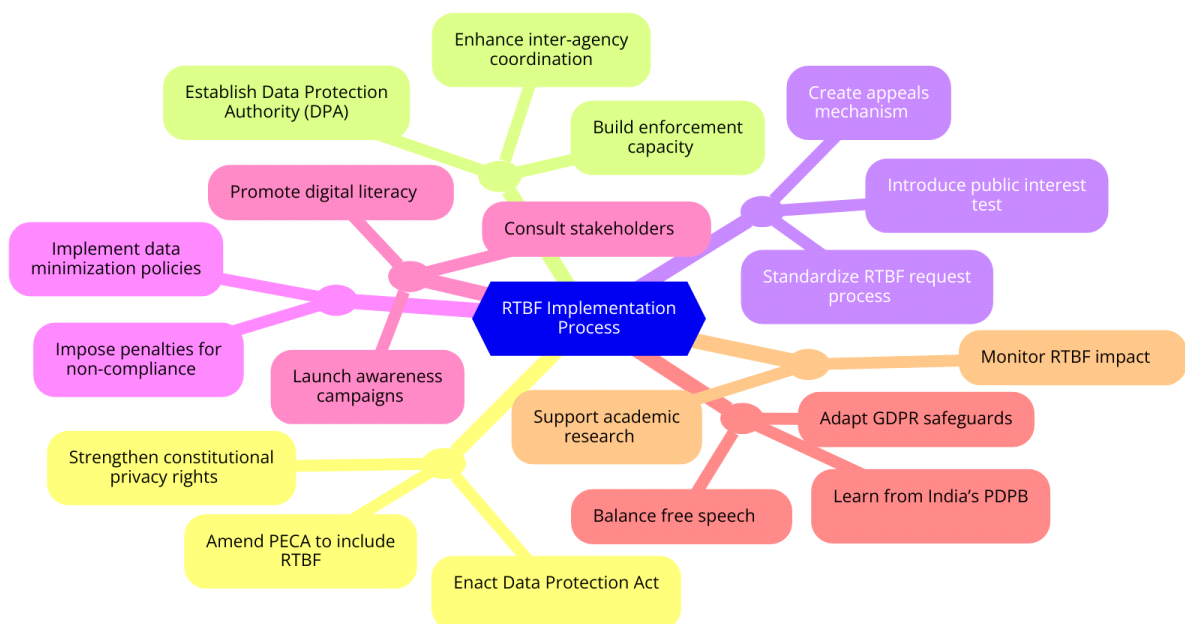 Enhance inter-agency
coordination
Establish Data Protection
Authority (DPA)
Build enforcement
capacity
Create appeals
mechanism
Introduce public interest
test
Standardize RTBF request
process
Promote digital literacy
Consult stakeholders
Launch awareness
campaigns
Implement data
minimization policies
Impose penalties for
non-compliance
RTBF Implementation
Process
Monitor RTBF impact
Support academic
research
Adapt GDPR safeguards
Learn from India’s PDPB
Balance free speech
Strengthen constitutional
privacy rights
Amend PECA to include
RTBF
Enact Data Protection Act